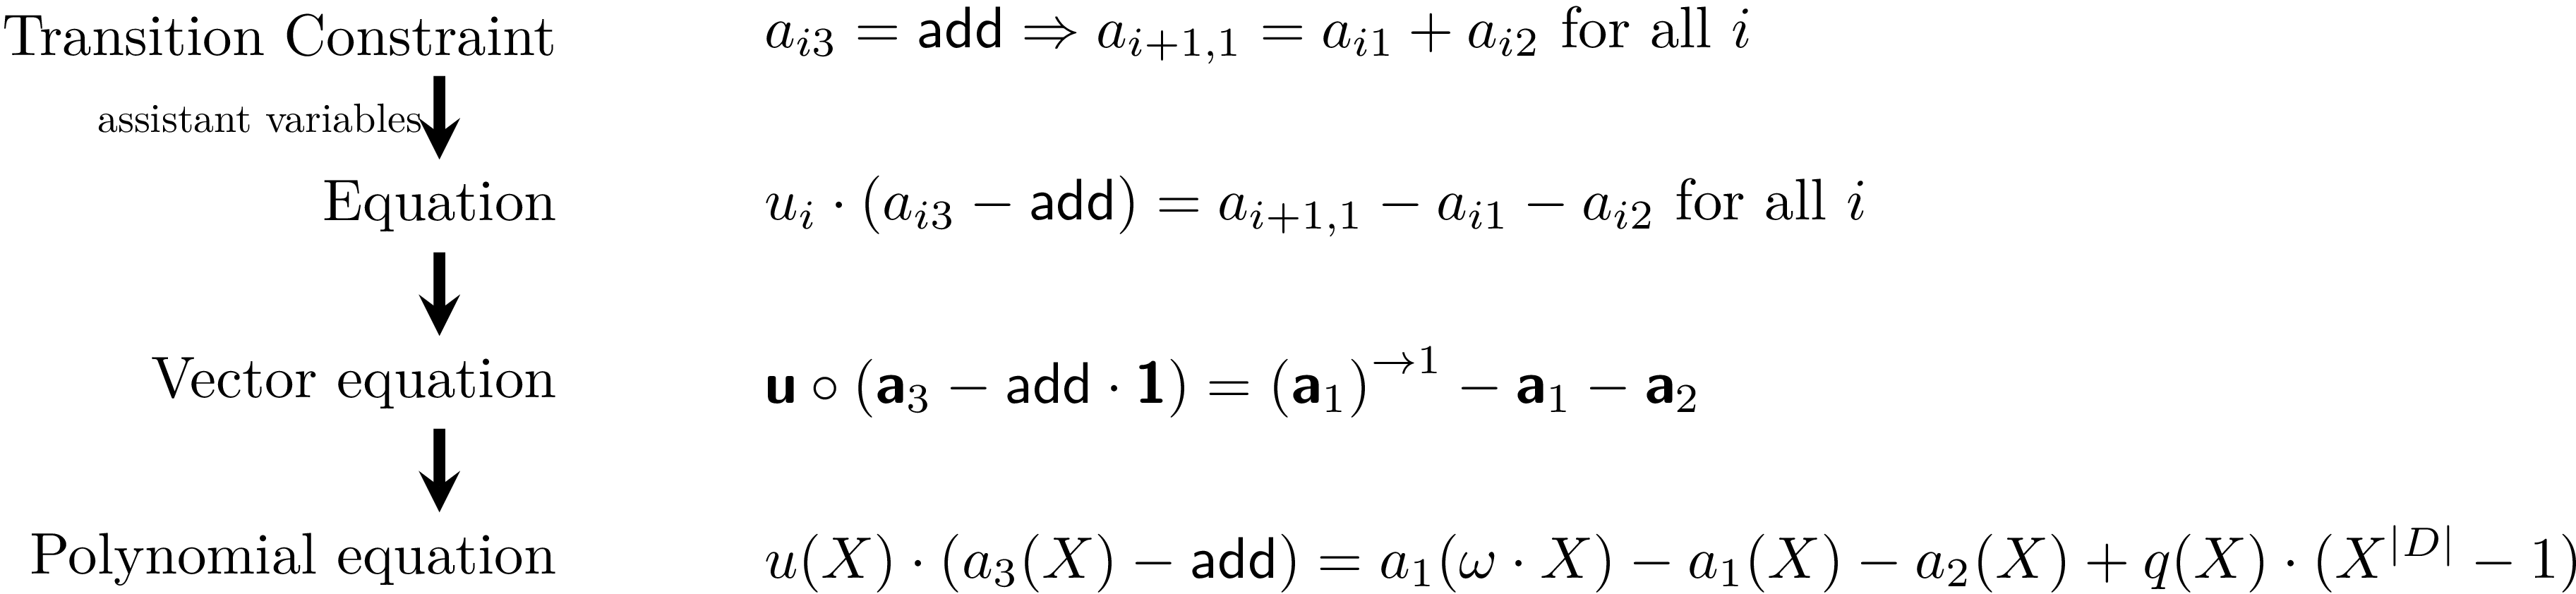 Transition Constraint a_{i3} = add ⇒ a_{i+1,1} = a_{i1} + a_{i2} for all i
assistant variables
Equation u_i · (a_{i3} − add) = a_{i+1,1} − a_{i1} − a_{i2} for all i
Vector equation u ∘ (a_3 − add · 1) = (a_1)^{→1} − a_1 − a_2
Polynomial equation u(X) · (a_3(X) − add) = a_1(ω · X) − a_1(X) − a_2(X) + q(X) · (X^{|D|} − 1)